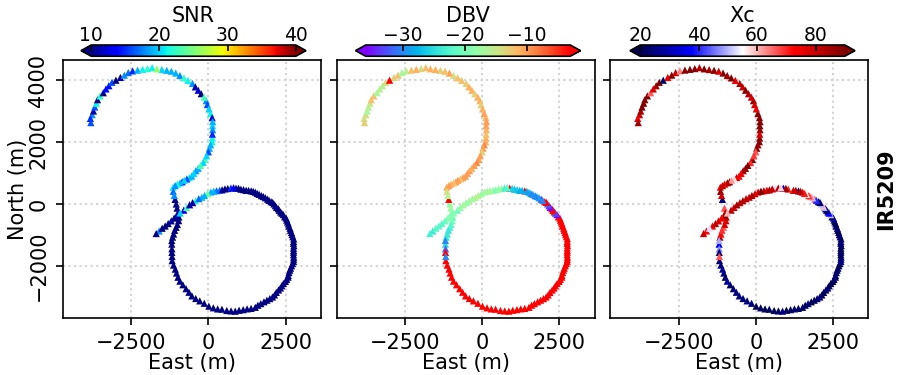 SNR DBV Xc
10 20 30 40 −30 −20 −10 20 40 60 80
4000
2000
0
−2000
North (m)
IR5209
−2500 0 2500 −2500 0 2500 −2500 0 2500
East (m) East (m) East (m)